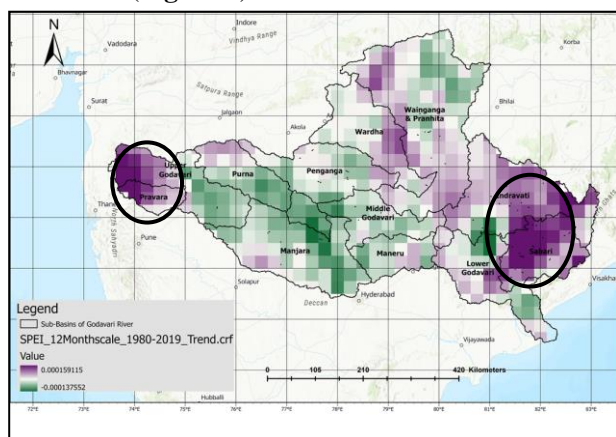 N
Indore
Vindhya Range
Vadodara
Bhavnagar
Korba
Satpura Range
Surat
Bhilai
Jalgaon
Akola
Wainganga
& Pranhita
Wardha
Upper
Godavari
Purna
Penganga
Indravati
Pravara
Thane
Middle
Godavari
Pune
Manjara
Maneru
Lower
Godavari
Sabari
Solapur
Hyderabad
Deccan
Visakha
Vijayawada
Hubballi
Legend
Sub-Basins of Godavari River
SPEI_12Monthscale_1980-2019_Trend.crf
Value
0.000159115
-0.000137552
0 105 210 420 Kilometers
72°E 73°E 74°E 75°E 76°E 77°E 78°E 79°E 80°E 81°E 82°E 83°E